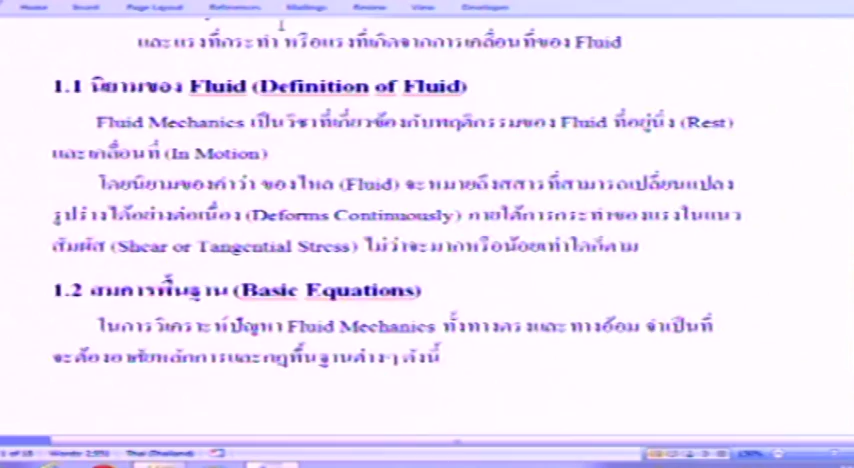 Home Insert Page Layout References Mailings Review View Developer
และแรงที่กระทำ หรือแรงที่เกิดจากการเคลื่อนที่ของ Fluid
1.1 นิยามของ Fluid (Definition of Fluid)
Fluid Mechanics เป็นวิชาที่เกี่ยวข้องกับพฤติกรรมของ Fluid ที่อยู่นิ่ง (Rest)
และเคลื่อนที่ (In Motion)
โดยนิยามของคำว่า ของไหล (Fluid) จะหมายถึงสสารที่สามารถเปลี่ยนแปลง
รูปร่างได้อย่างต่อเนื่อง (Deforms Continuously) ภายใต้การกระทำของแรงในแนว
สัมผัส (Shear or Tangential Stress) ไม่ว่าจะมากหรือน้อยเท่าใดก็ตาม
1.2 สมการพื้นฐาน (Basic Equations)
ในการวิเคราะห์ปัญหา Fluid Mechanics ทั้งทางตรงและทางอ้อม จำเป็นที่
จะต้องอาศัยหลักการและกฎพื้นฐานต่างๆ ดังนี้
Thai (Thailand)